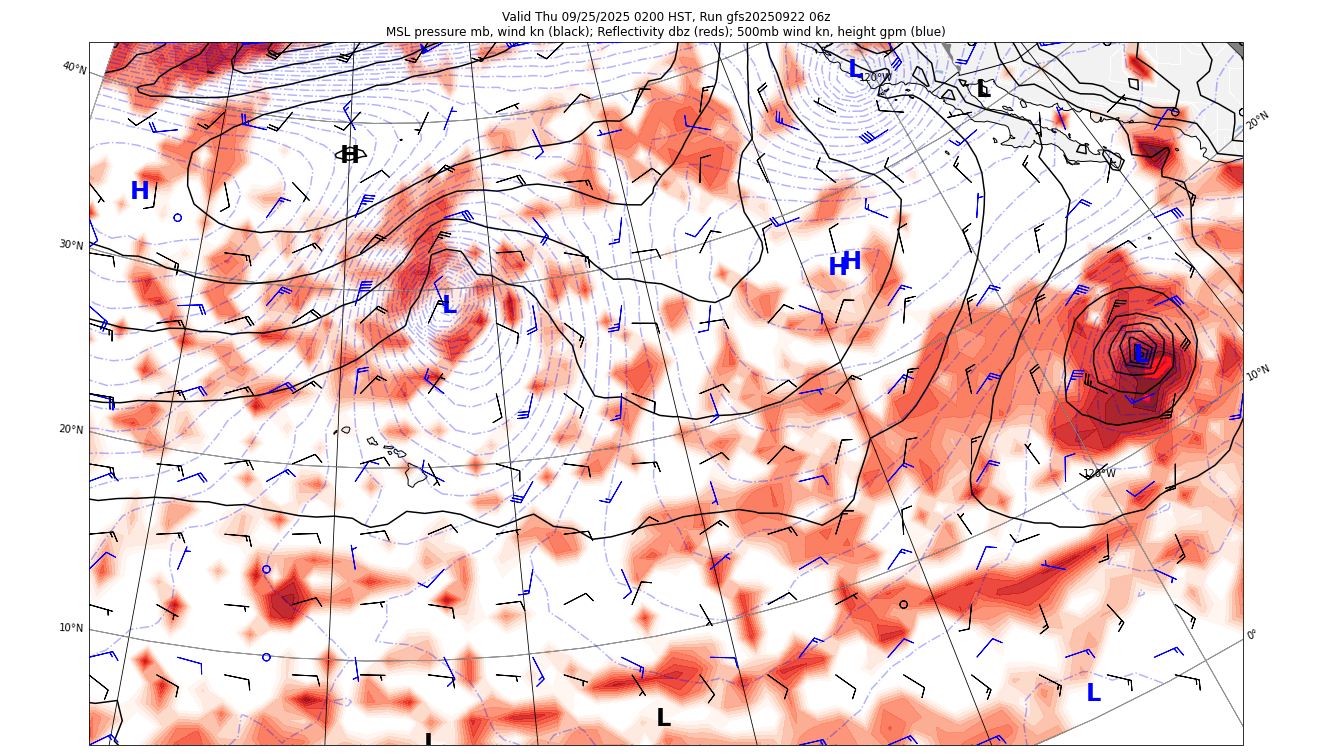 Valid Thu 09/25/2025 0200 HST, Run gfs20250922 06z
MSL pressure mb, wind kn (black); Reflectivity dbz (reds); 500mb wind kn, height gpm (blue)
40°N
L
120°W
L
20°N
H
H
30°N
H
H
L
L
10°N
20°N
120°W
10°N
0°
L
L
L